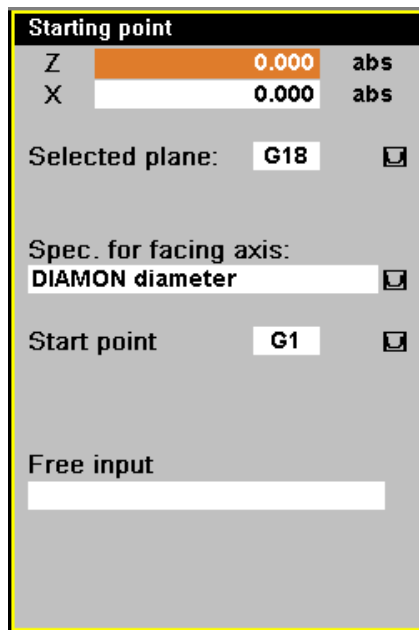 Starting point
Z 0.000 abs
X 0.000 abs
Selected plane: G18
Spec. for facing axis:
DIAMON diameter
Start point G1
Free input